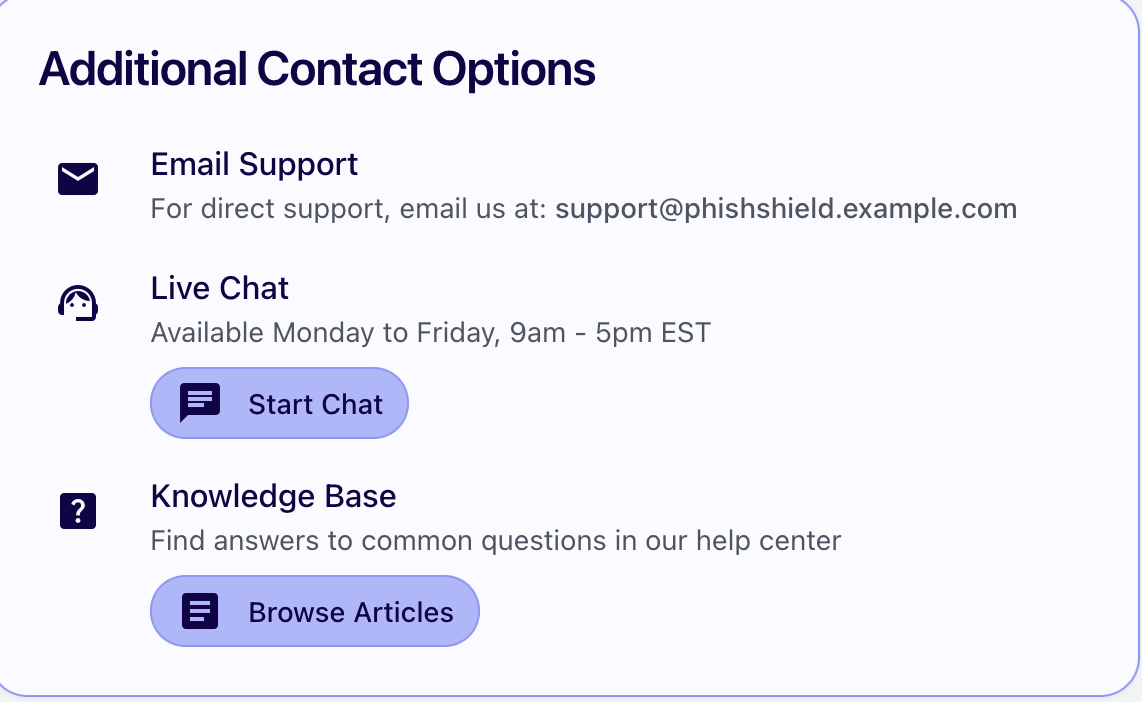 Additional Contact Options
Email Support
For direct support, email us at: support@phishshield.example.com
Live Chat
Available Monday to Friday, 9am - 5pm EST
Start Chat
Knowledge Base
Find answers to common questions in our help center
Browse Articles